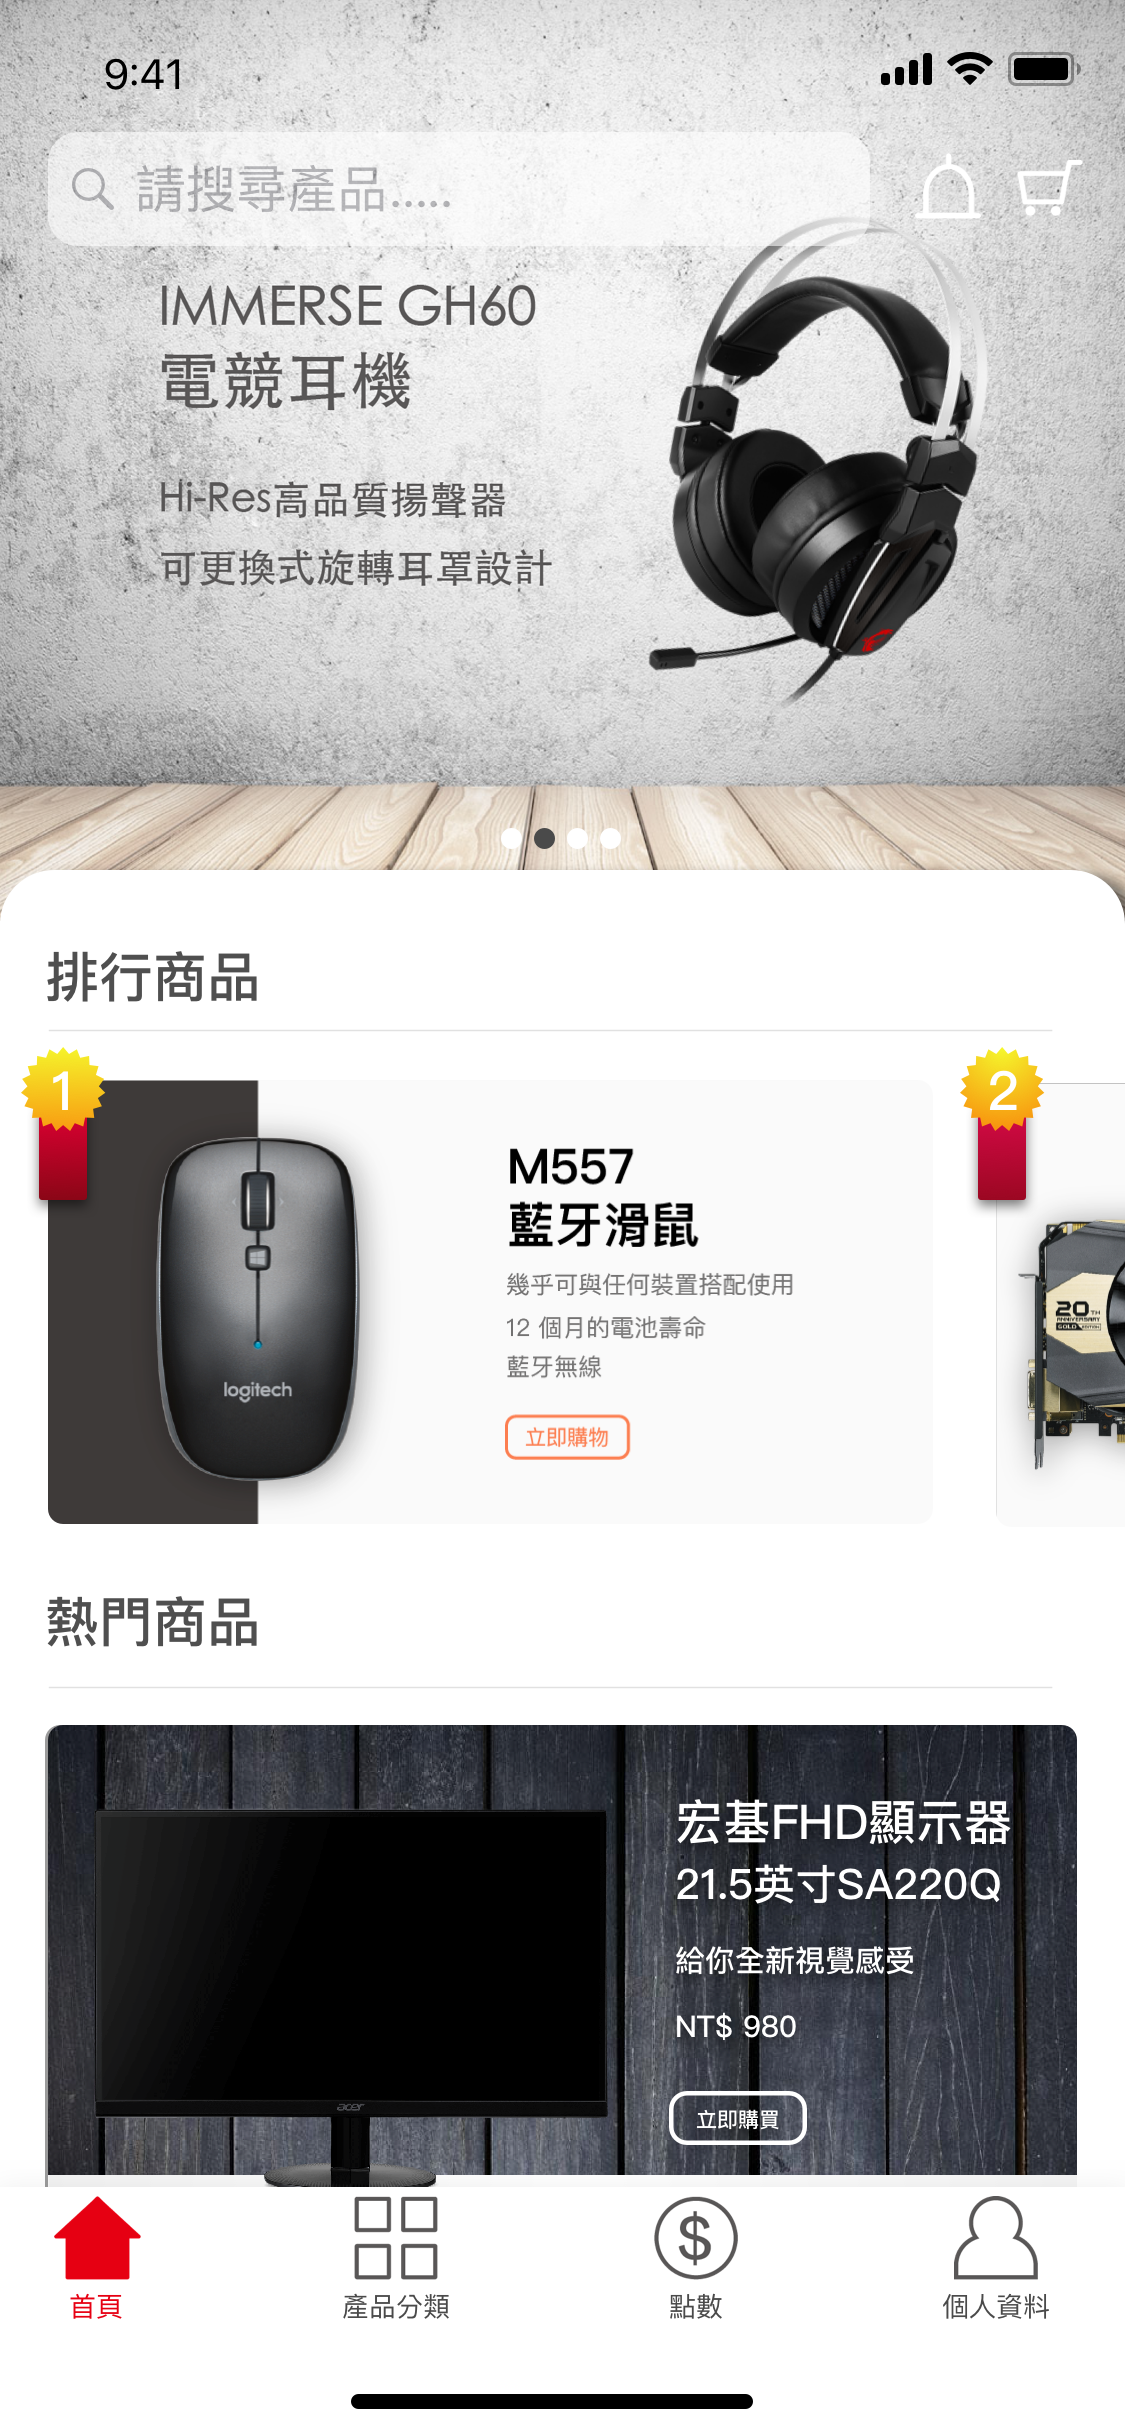 9:41
請搜尋產品.....
IMMERSE GH60
電競耳機
Hi-Res高品質揚聲器
可更換式旋轉耳罩設計
排行商品
1
2
M557
藍牙滑鼠
幾乎可與任何裝置搭配使用
12 個月的電池壽命
藍牙無線
立即購物
logitech
20TH
ANNIVERSARY
GOLD EDITION
熱門商品
宏基FHD顯示器
21.5英寸SA220Q
給你全新視覺感受
NT$ 980
立即購買
acer
首頁
產品分類
點數
個人資料